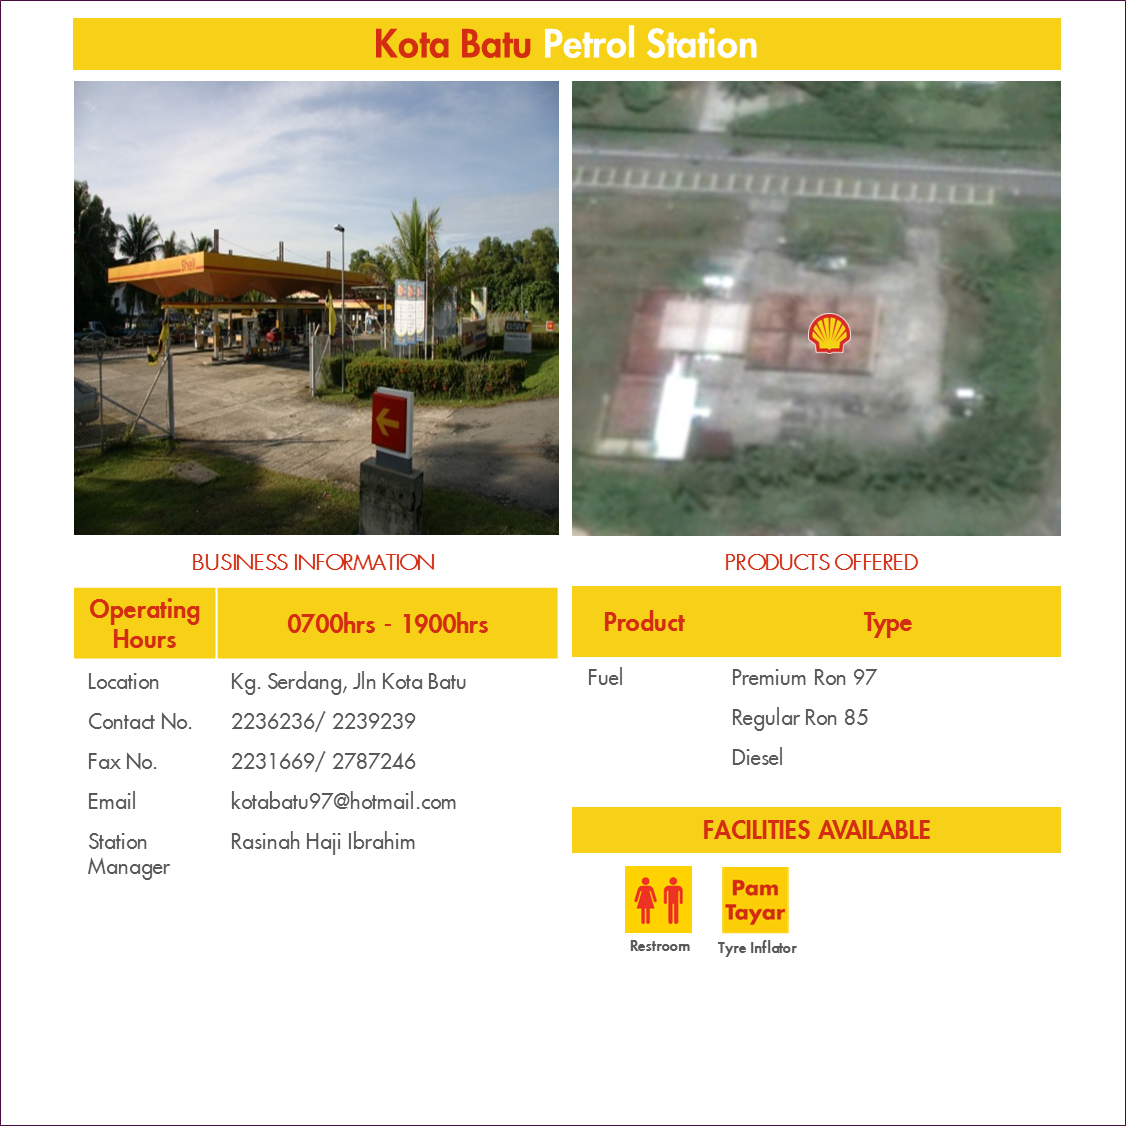 Kota Batu Petrol Station
Shell
BUSINESS INFORMATION
Operating Hours 0700hrs - 1900hrs
Location Kg. Serdang, Jln Kota Batu
Contact No. 2236236/ 2239239
Fax No. 2231669/ 2787246
Email kotabatu97@hotmail.com
Station Manager Rasinah Haji Ibrahim
PRODUCTS OFFERED
Product Type
Fuel Premium Ron 97
Regular Ron 85
Diesel
FACILITIES AVAILABLE
Pam
Tayar
Restroom Tyre Inflator